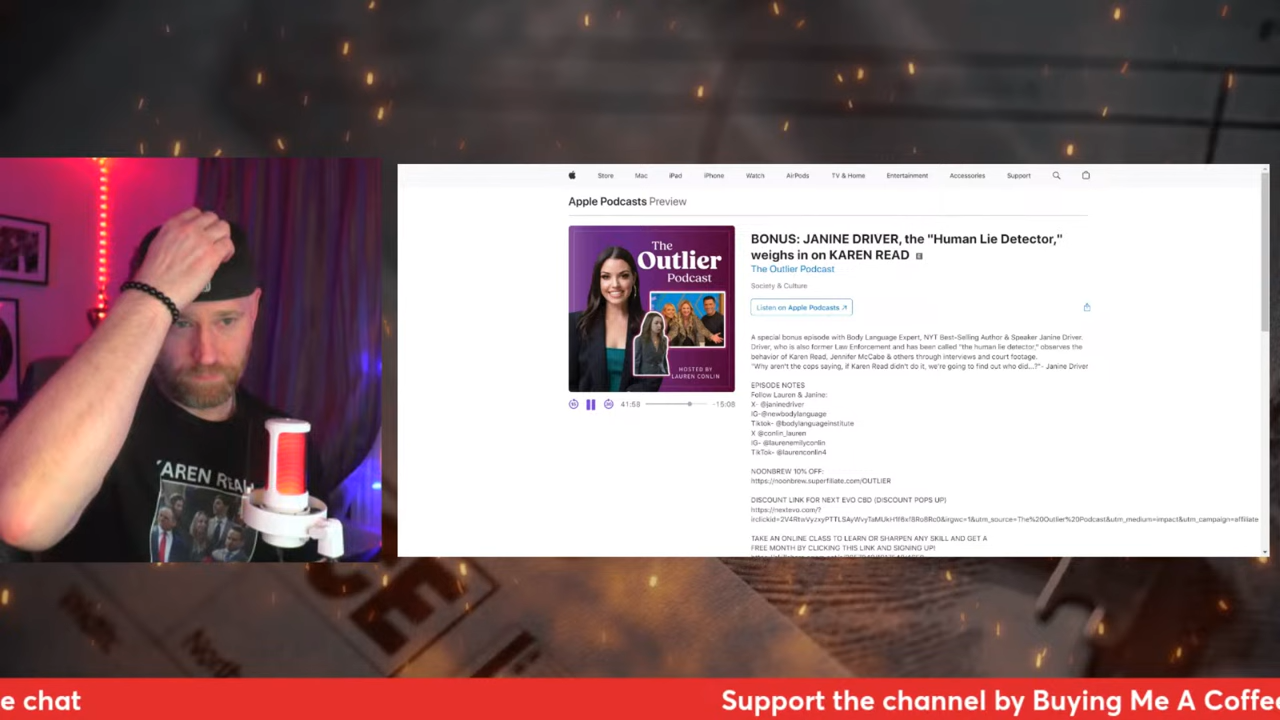 Store Mac iPad iPhone Watch AirPods TV & Home Entertainment Accessories Support
Apple Podcasts Preview
The
Outlier
Podcast
HOSTED BY
LAUREN CONLIN
41:58 -15:08
BONUS: JANINE DRIVER, the "Human Lie Detector,"
weighs in on KAREN READ
The Outlier Podcast
Society & Culture
Listen on Apple Podcasts ↗
A special bonus episode with Body Language Expert, NYT Best-Selling Author & Speaker Janine Driver.
Driver, who is also former Law Enforcement and has been called "the human lie detector," observes the
behavior of Karen Read, Jennifer McCabe & others through interviews and court footage.
"Why aren't the cops saying, if Karen Read didn't do it, we're going to find out who did...?"- Janine Driver
EPISODE NOTES
Follow Lauren & Janine:
X- @janinedriver
IG-@newbodylanguage
Tiktok- @bodylanguageinstitute
X @conlin_lauren
IG- @laurenemilyconlin
TikTok- @laurenconlin4
NOONBREW 10% OFF:
https://noonbrew.superfiliate.com/OUTLIER
DISCOUNT LINK FOR NEXT EVO CBD (DISCOUNT POPS UP)
https://nextevo.com/?
TAKE AN ONLINE CLASS TO LEARN OR SHARPEN ANY SKILL AND GET A
FREE MONTH BY CLICKING THIS LINK AND SIGNING UP!
KAREN REA
e chat
Support the channel by Buying Me A Coffe